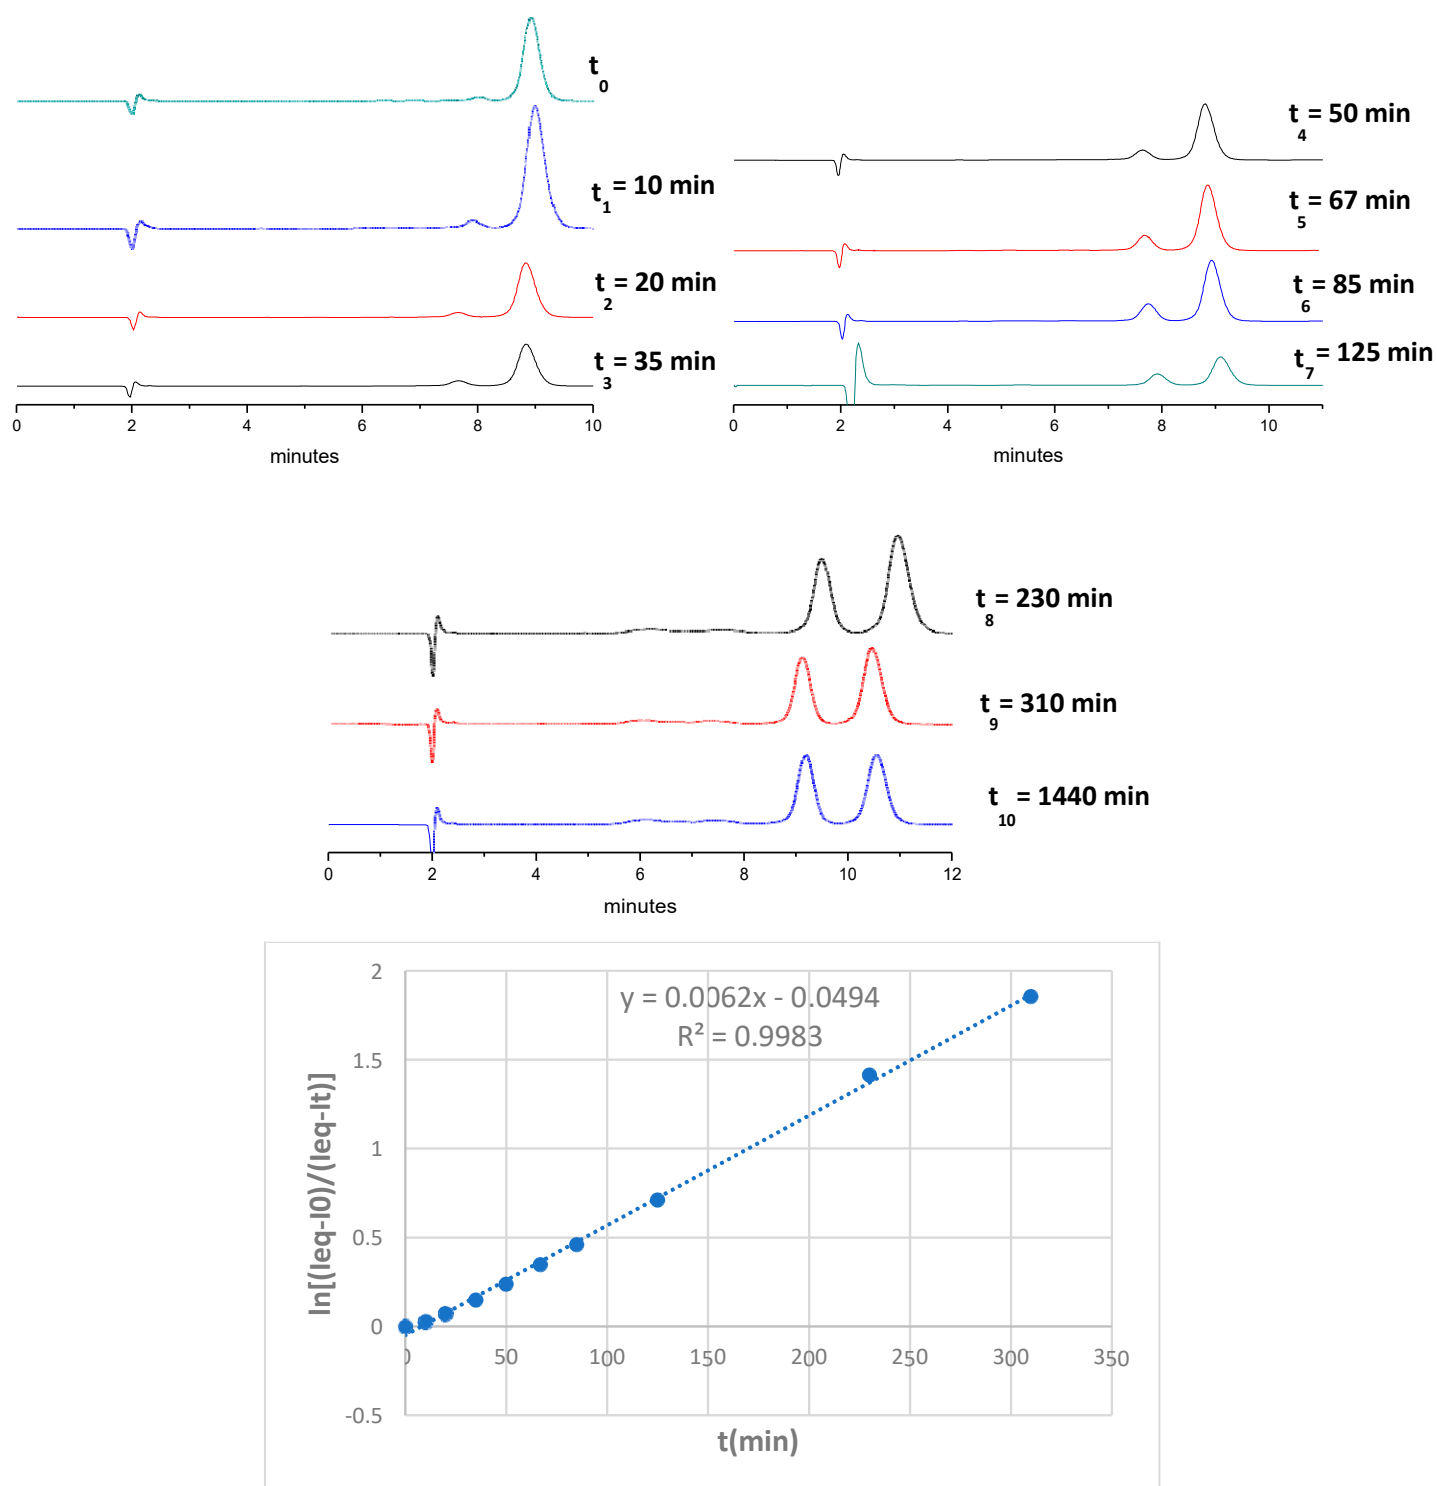 t0
t1 = 10 min
t2 = 20 min
t3 = 35 min
0 2 4 6 8 10
minutes
t4 = 50 min
t5 = 67 min
t6 = 85 min
t7 = 125 min
0 2 4 6 8 10
minutes
t8 = 230 min
t9 = 310 min
t10 = 1440 min
0 2 4 6 8 10 12
minutes
y = 0.0062x - 0.0494
R² = 0.9983
ln[(Ieq-I0)/(Ieq-It)]
2
1.5
1
0.5
0
-0.5
0 50 100 150 200 250 300 350
t(min)